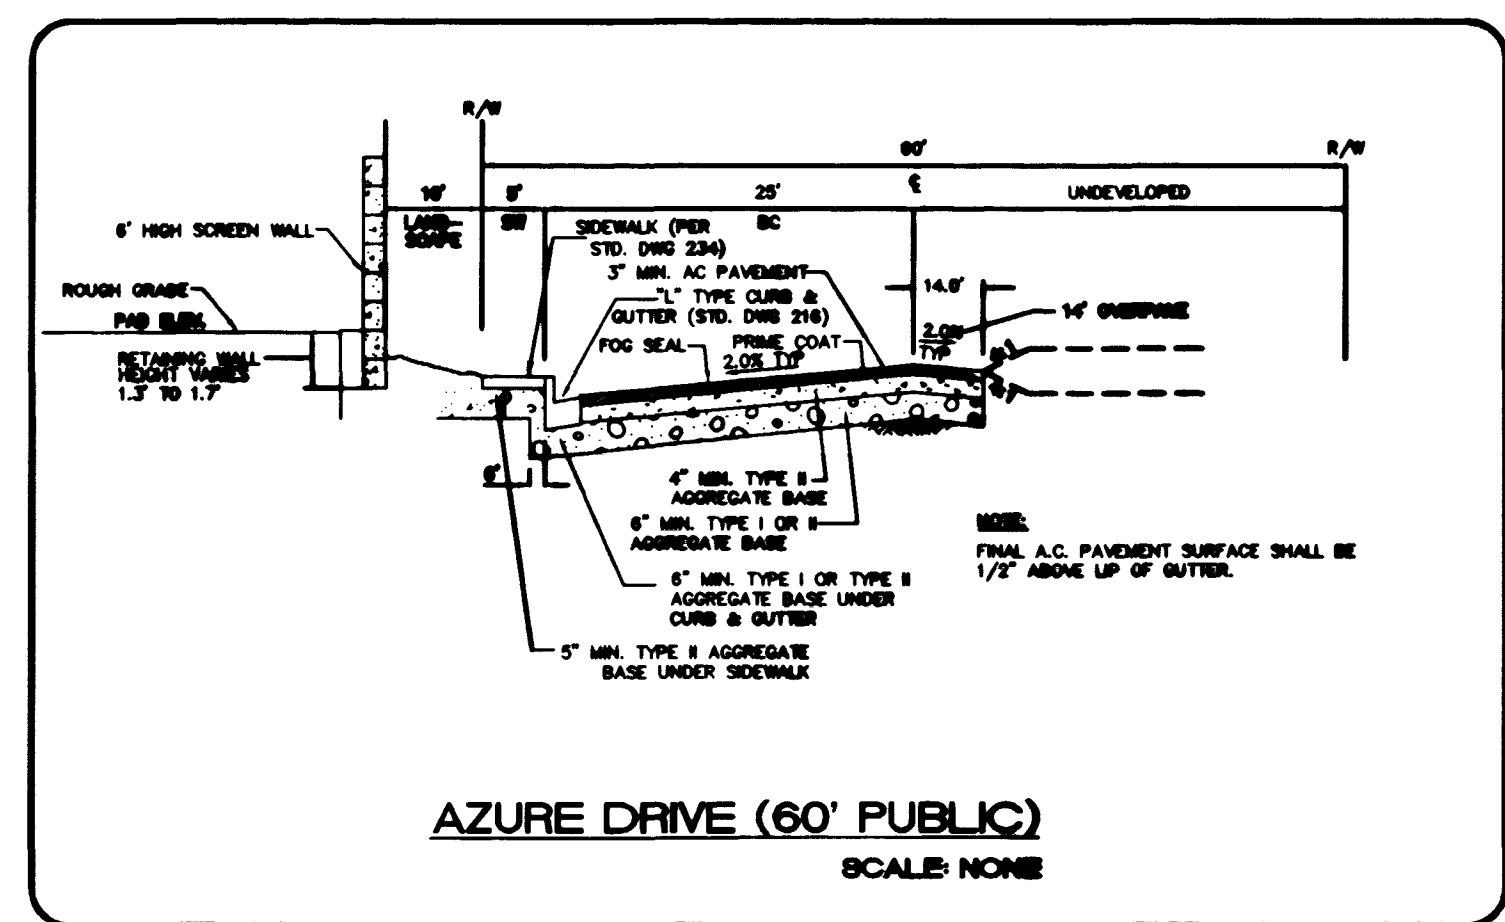 R/W
60'
R/W
℄
10'
5'
25'
UNDEVELOPED
LAND-
SCAPE
SW
BC
6' HIGH SCREEN WALL
SIDEWALK (PER
STD. DWG 234)
3" MIN. AC PAVEMENT
ROUGH GRADE
PAD ELEV.
"L" TYPE CURB &
GUTTER (STD. DWG 216)
14.0'
14' OVERPAVE
FOG SEAL
PRIME COAT
2.0% TYP
2.0%
TYP
RETAINING WALL
HEIGHT VARIES
1.3' TO 1.7'
6"
4" MIN. TYPE II
AGGREGATE BASE
6" MIN. TYPE I OR II
AGGREGATE BASE
NOTE:
FINAL A.C. PAVEMENT SURFACE SHALL BE
1/2" ABOVE LIP OF GUTTER.
6" MIN. TYPE I OR TYPE II
AGGREGATE BASE UNDER
CURB & GUTTER
5" MIN. TYPE II AGGREGATE
BASE UNDER SIDEWALK
AZURE DRIVE (60' PUBLIC)
SCALE: NONE